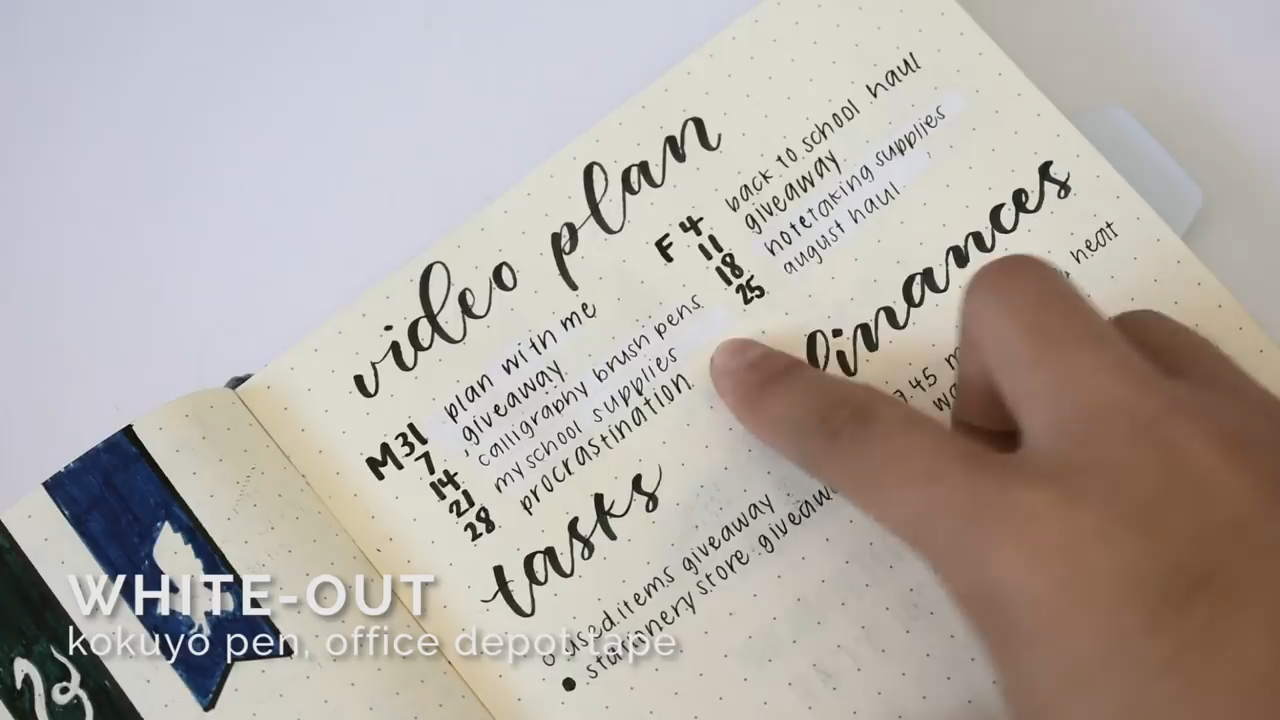 video plan
M 31 plan with me
7 giveaway
14 calligraphy brush pens
21 my school supplies
28 procrastination
F 4 back to school haul
11 giveaway
18 notetaking supplies
25 august haul
finances
heat
.45
tasks
used items giveaway
stationery store
WHITE-OUT
kokuyo pen, office depot tape